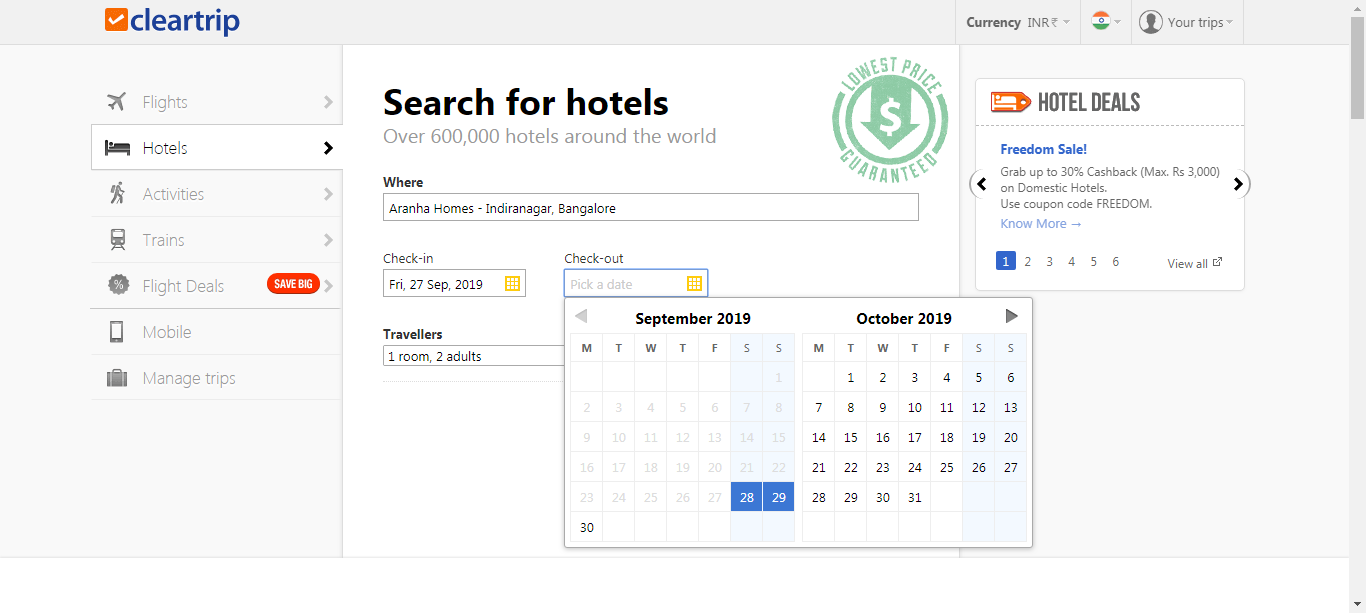 cleartrip
Currency INR₹
Your trips
Flights
Hotels
Activities
Trains
%
Flight Deals SAVE BIG
Mobile
Manage trips
Search for hotels
Over 600,000 hotels around the world
LOWEST PRICE
$
GUARANTEED
Where
Aranha Homes - Indiranagar, Bangalore
Check-in Check-out
Fri, 27 Sep, 2019 Pick a date
Travellers
1 room, 2 adults
September 2019
M T W T F S S
1
2 3 4 5 6 7 8
9 10 11 12 13 14 15
16 17 18 19 20 21 22
23 24 25 26 27 28 29
30
October 2019
M T W T F S S
1 2 3 4 5 6
7 8 9 10 11 12 13
14 15 16 17 18 19 20
21 22 23 24 25 26 27
28 29 30 31
HOTEL DEALS
Freedom Sale!
Grab up to 30% Cashback (Max. Rs 3,000)
on Domestic Hotels.
Use coupon code FREEDOM.
Know More →
1 2 3 4 5 6 View all